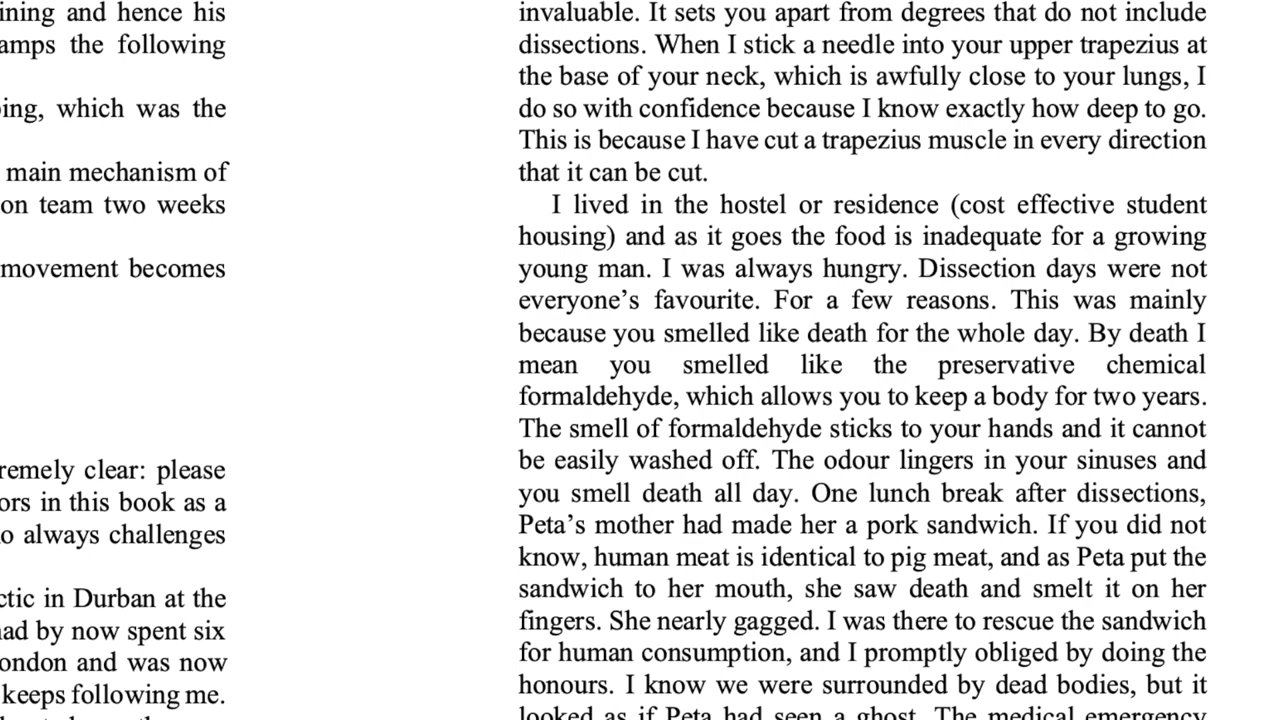 ining and hence his
amps the following
ing, which was the
main mechanism of
on team two weeks
movement becomes
remely clear: please
ors in this book as a
o always challenges
ctic in Durban at the
ad by now spent six
ondon and was now
keeps following me.
invaluable. It sets you apart from degrees that do not include
dissections. When I stick a needle into your upper trapezius at
the base of your neck, which is awfully close to your lungs, I
do so with confidence because I know exactly how deep to go.
This is because I have cut a trapezius muscle in every direction
that it can be cut.
I lived in the hostel or residence (cost effective student
housing) and as it goes the food is inadequate for a growing
young man. I was always hungry. Dissection days were not
everyone’s favourite. For a few reasons. This was mainly
because you smelled like death for the whole day. By death I
mean you smelled like the preservative chemical
formaldehyde, which allows you to keep a body for two years.
The smell of formaldehyde sticks to your hands and it cannot
be easily washed off. The odour lingers in your sinuses and
you smell death all day. One lunch break after dissections,
Peta’s mother had made her a pork sandwich. If you did not
know, human meat is identical to pig meat, and as Peta put the
sandwich to her mouth, she saw death and smelt it on her
fingers. She nearly gagged. I was there to rescue the sandwich
for human consumption, and I promptly obliged by doing the
honours. I know we were surrounded by dead bodies, but it
looked as if Peta had seen a ghost. The medical emergency